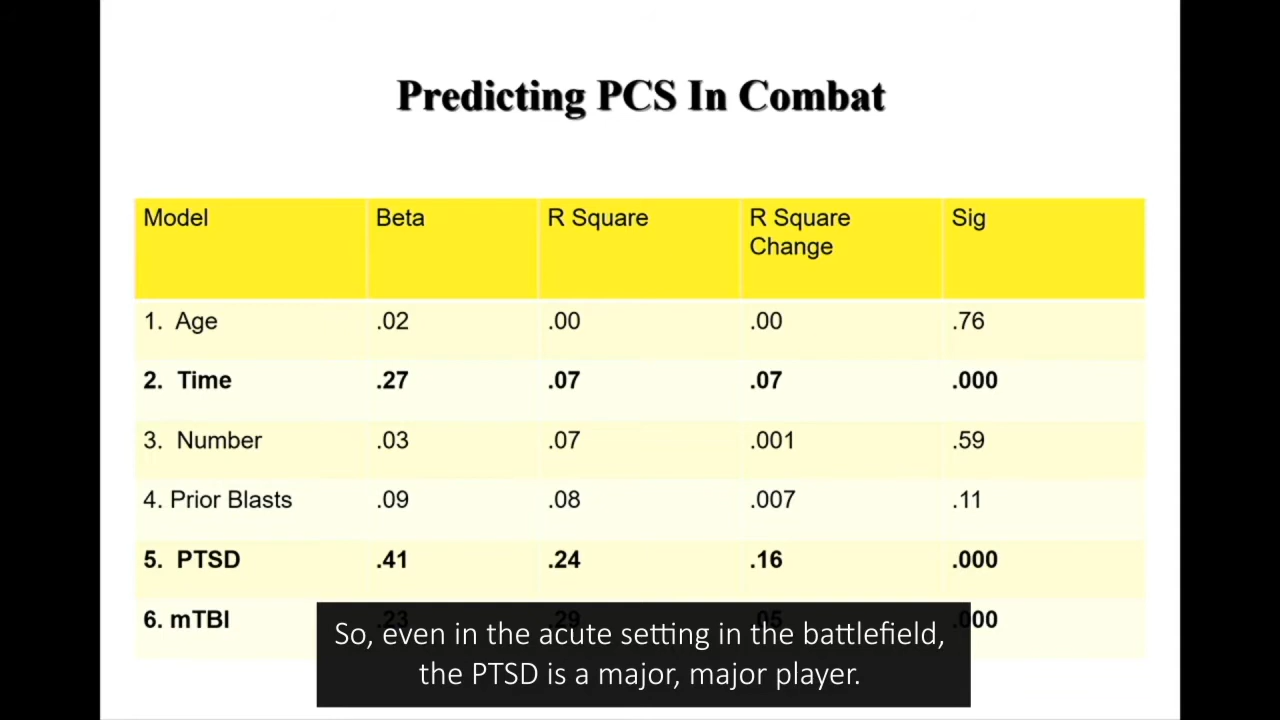 Predicting PCS In Combat
Model Beta R Square R Square Change Sig
1. Age .02 .00 .00 .76
2. Time .27 .07 .07 .000
3. Number .03 .07 .001 .59
4. Prior Blasts .09 .08 .007 .11
5. PTSD .41 .24 .16 .000
6. mTBI .23 .29 .05 .000
So, even in the acute setting in the battlefield,
the PTSD is a major, major player.